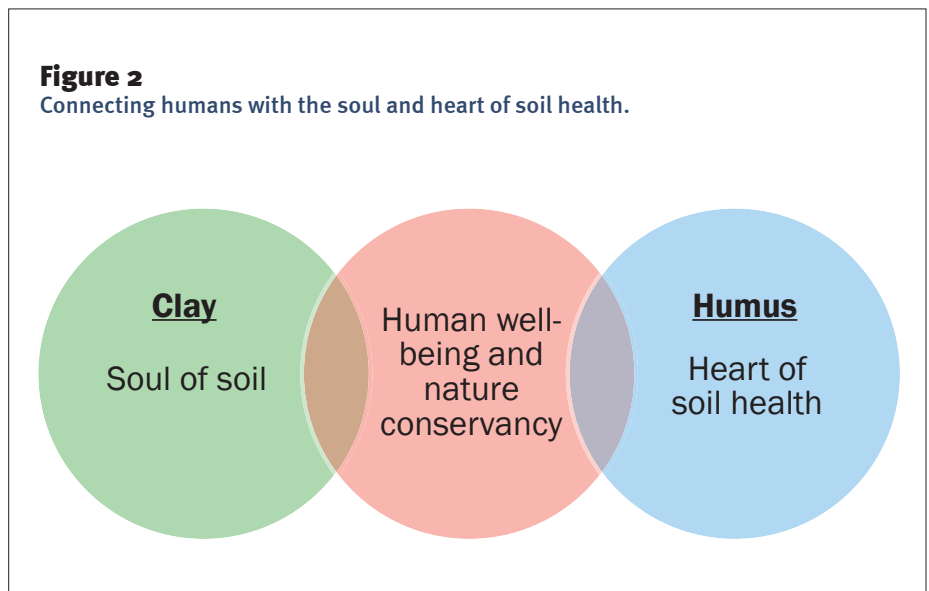 Figure 2
Connecting humans with the soul and heart of soil health.
Clay
Soul of soil
Human well-
being and
nature
conservancy
Humus
Heart of
soil health